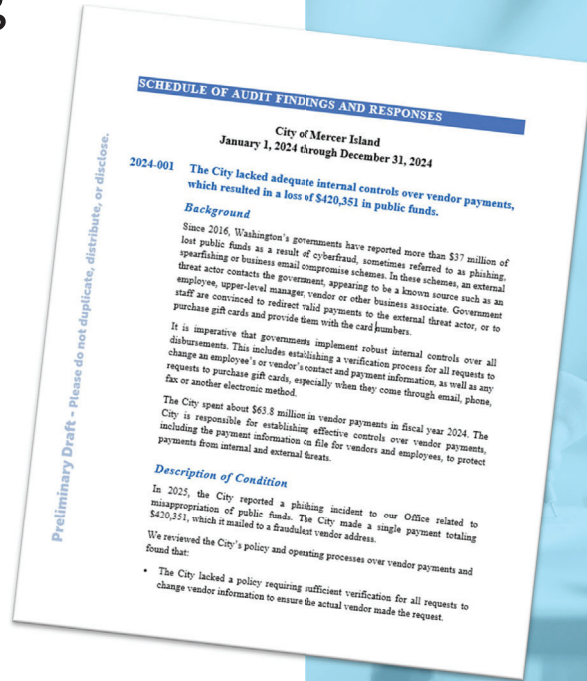 SCHEDULE OF AUDIT FINDINGS AND RESPONSES
City of Mercer Island
January 1, 2024 through December 31, 2024
2024-001 The City lacked adequate internal controls over vendor payments,
which resulted in a loss of $420,351 in public funds.
Background
Since 2016, Washington's governments have reported more than $37 million of
lost public funds as a result of cyberfraud, sometimes referred to as phishing,
spearfishing or business email compromise schemes. In these schemes, an external
threat actor contacts the government, appearing to be a known source such as an
employee, upper-level manager, vendor or other business associate. Government
staff are convinced to redirect valid payments to the external threat actor, or to
purchase gift cards and provide them with the card numbers.
It is imperative that governments implement robust internal controls over all
disbursements. This includes establishing a verification process for all requests to
change an employee's or vendor's contact and payment information, as well as any
requests to purchase gift cards, especially when they come through email, phone,
fax or another electronic method.
The City spent about $63.8 million in vendor payments in fiscal year 2024. The
City is responsible for establishing effective controls over vendor payments,
including the payment information on file for vendors and employees, to protect
payments from internal and external threats.
Description of Condition
In 2025, the City reported a phishing incident to our Office related to
misappropriation of public funds. The City made a single payment totaling
$420,351, which it mailed to a fraudulent vendor address.
We reviewed the City's policy and operating processes over vendor payments and
found that:
• The City lacked a policy requiring sufficient verification for all requests to
change vendor information to ensure the actual vendor made the request.
Preliminary Draft - Please do not duplicate, distribute, or disclose.